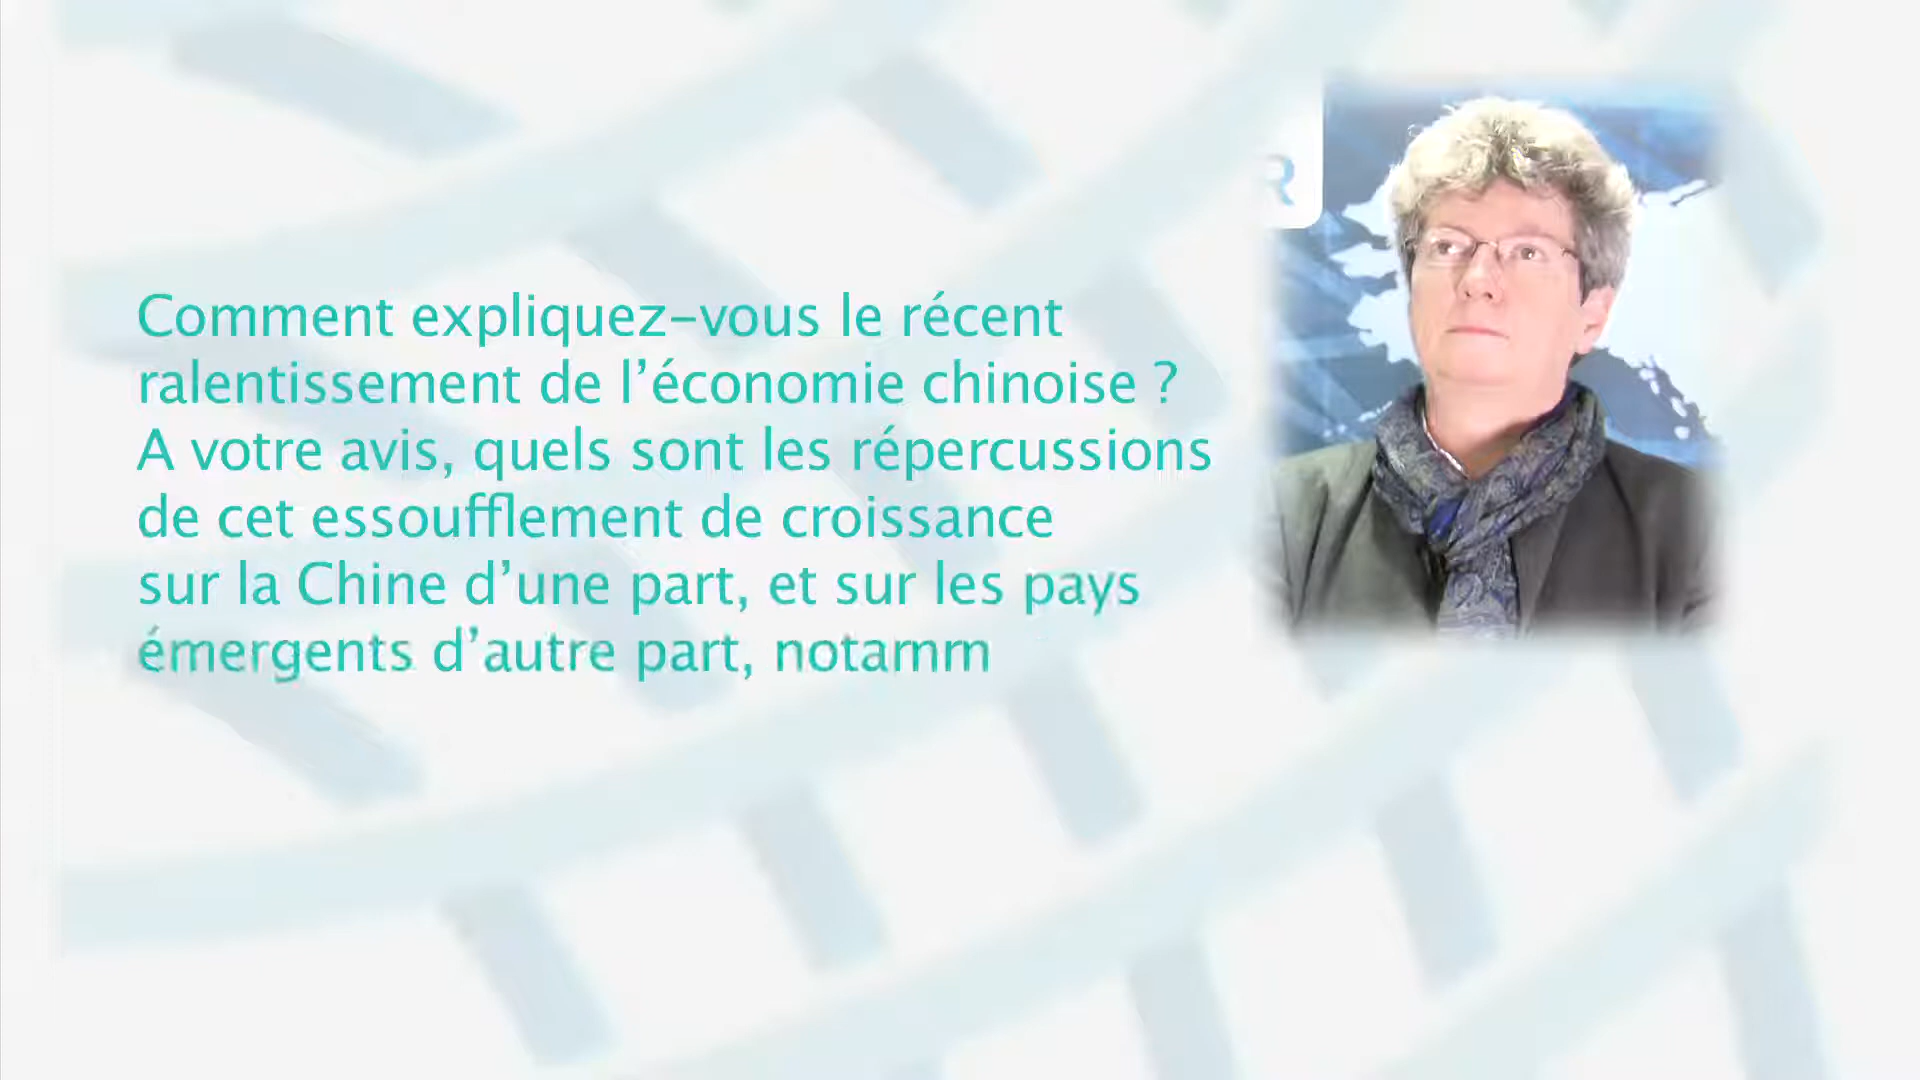 Comment expliquez-vous le récent
ralentissement de l’économie chinoise ?
A votre avis, quels sont les répercussions
de cet essoufflement de croissance
sur la Chine d’une part, et sur les pays
émergents d’autre part, notamm
R